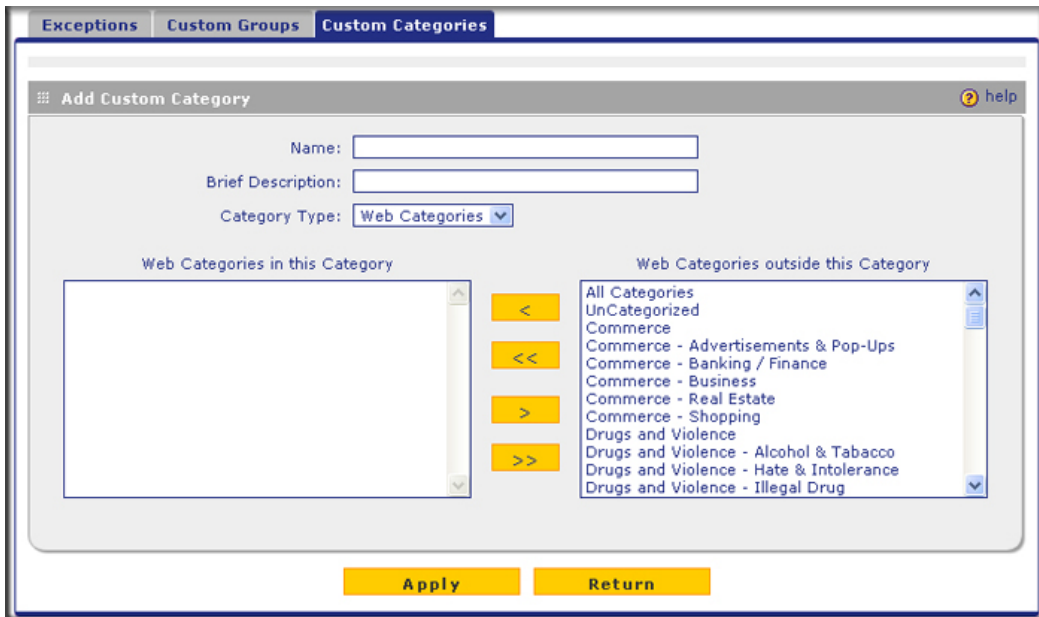 Exceptions Custom Groups Custom Categories
Add Custom Category
? help
Name:
Brief Description:
Category Type: Web Categories
Web Categories in this Category
Web Categories outside this Category
<
<<
>
>>
All Categories
UnCategorized
Commerce
Commerce - Advertisements & Pop-Ups
Commerce - Banking / Finance
Commerce - Business
Commerce - Real Estate
Commerce - Shopping
Drugs and Violence
Drugs and Violence - Alcohol & Tabacco
Drugs and Violence - Hate & Intolerance
Drugs and Violence - Illegal Drug
Apply Return